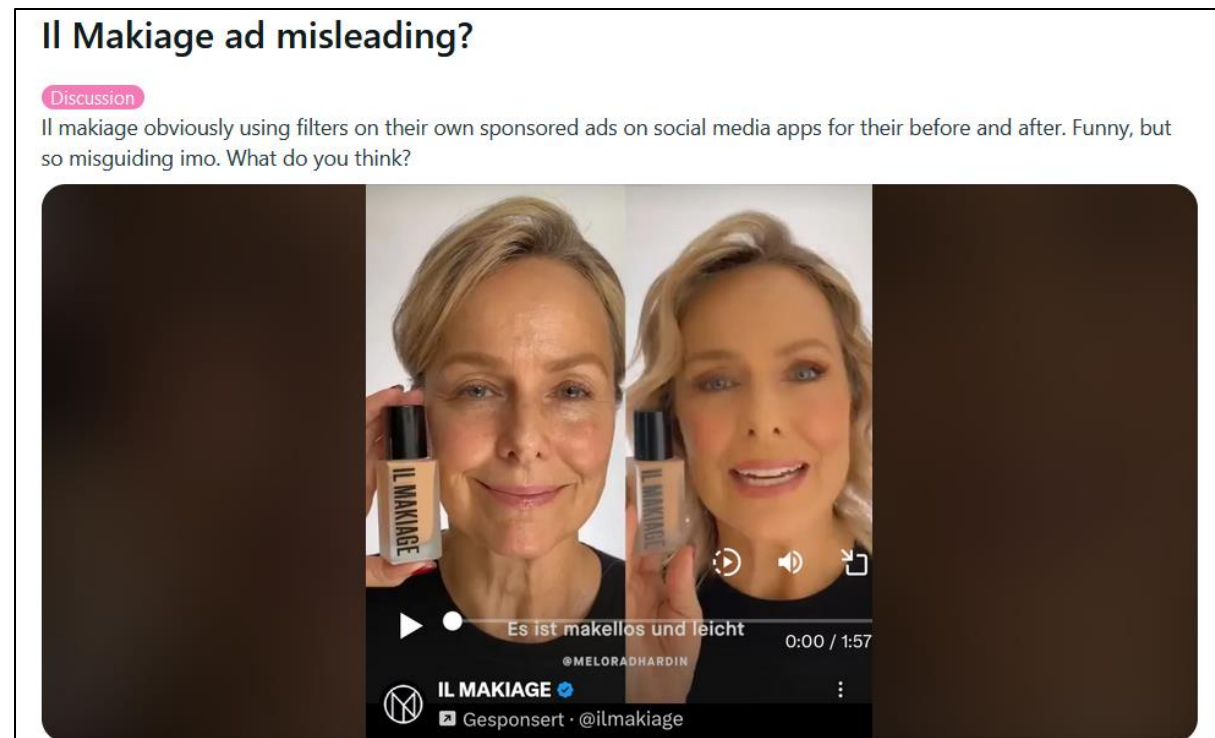 Il Makiage ad misleading?
Discussion
Il makiage obviously using filters on their own sponsored ads on social media apps for their before and after. Funny, but
so misguiding imo. What do you think?
IL MAKIAGE
IL MAKIAGE
Es ist makellos und leicht
0:00 / 1:57
@MELORADHARDIN
IL MAKIAGE
Gesponsert · @ilmakiage